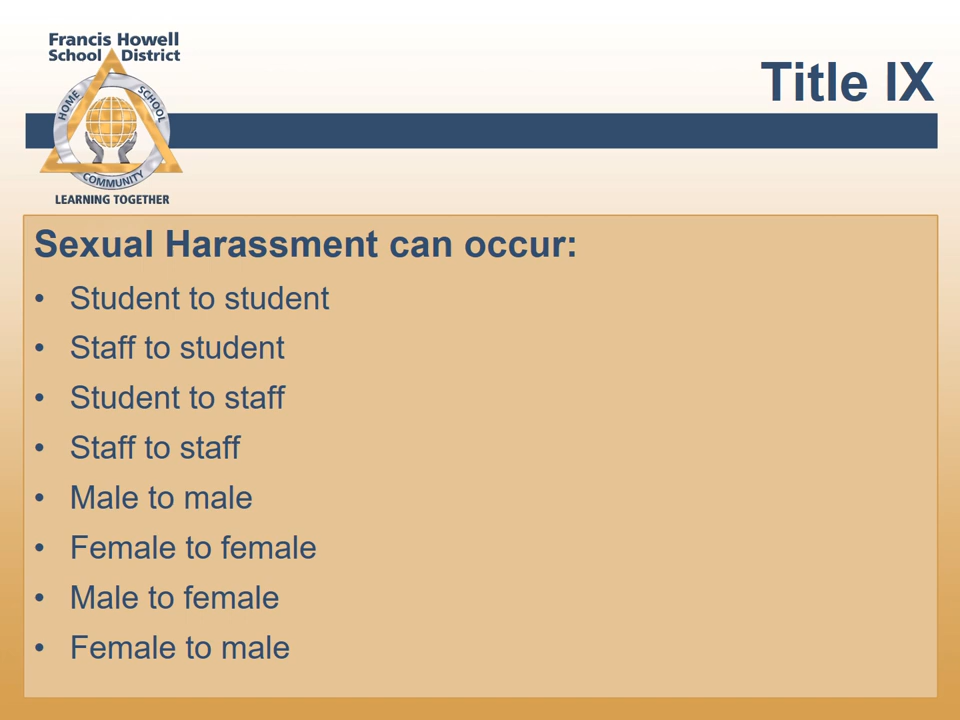 Francis Howell
School District
HOME
SCHOOL
COMMUNITY
LEARNING TOGETHER
Title IX
Sexual Harassment can occur:
• Student to student
• Staff to student
• Student to staff
• Staff to staff
• Male to male
• Female to female
• Male to female
• Female to male